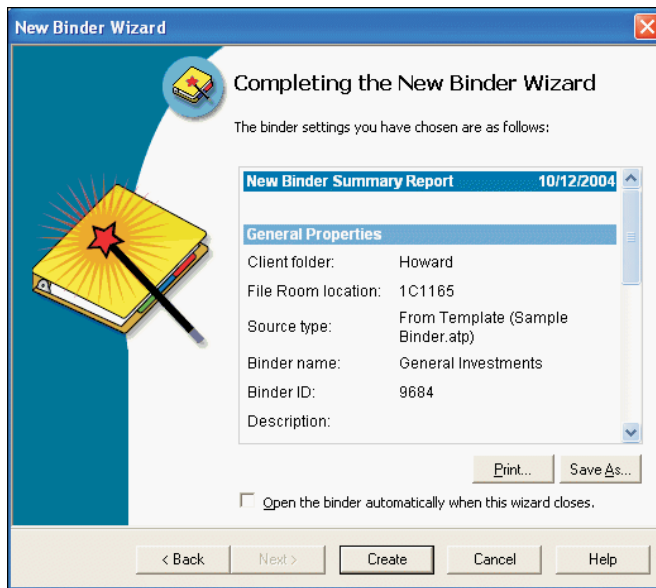 New Binder Wizard
Completing the New Binder Wizard
The binder settings you have chosen are as follows:
New Binder Summary Report 10/12/2004
General Properties
Client folder: Howard
File Room location: 1C1165
Source type: From Template (Sample
Binder.atp)
Binder name: General Investments
Binder ID: 9684
Description:
Print... Save As...
Open the binder automatically when this wizard closes.
< Back Next > Create Cancel Help